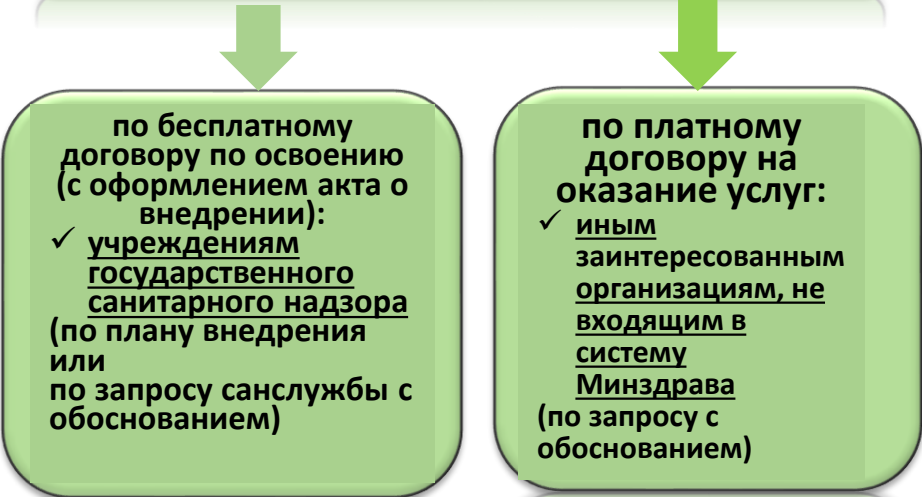 по бесплатному
договору по освоению
(с оформлением акта о
внедрении):
✓ учреждениям
государственного
санитарного надзора
(по плану внедрения
или
по запросу санслужбы с
обоснованием)
по платному
договору на
оказание услуг:
✓ иным
заинтересованным
организациям, не
входящим в
систему
Минздрава
(по запросу с
обоснованием)